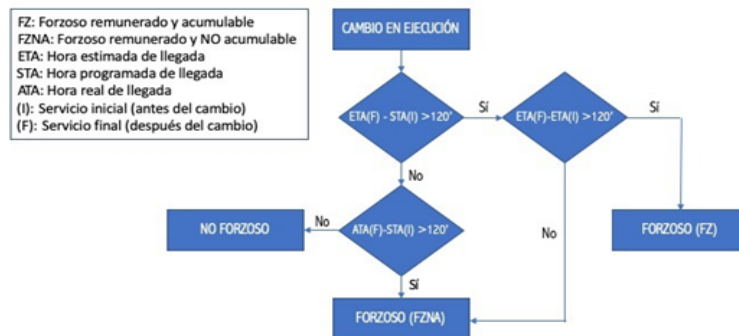 FZ: Forzoso remunerado y acumulable
FZNA: Forzoso remunerado y NO acumulable
ETA: Hora estimada de llegada
STA: Hora programada de llegada
ATA: Hora real de llegada
(I): Servicio inicial (antes del cambio)
(F): Servicio final (después del cambio)
CAMBIO EN EJECUCIÓN
ETA(F) - STA(I) >120'
Sí
ETA(F)-ETA(I) >120'
Sí
No
NO FORZOSO
No
ATA(F)-STA(I) >120'
No
FORZOSO (FZ)
Sí
FORZOSO (FZNA)